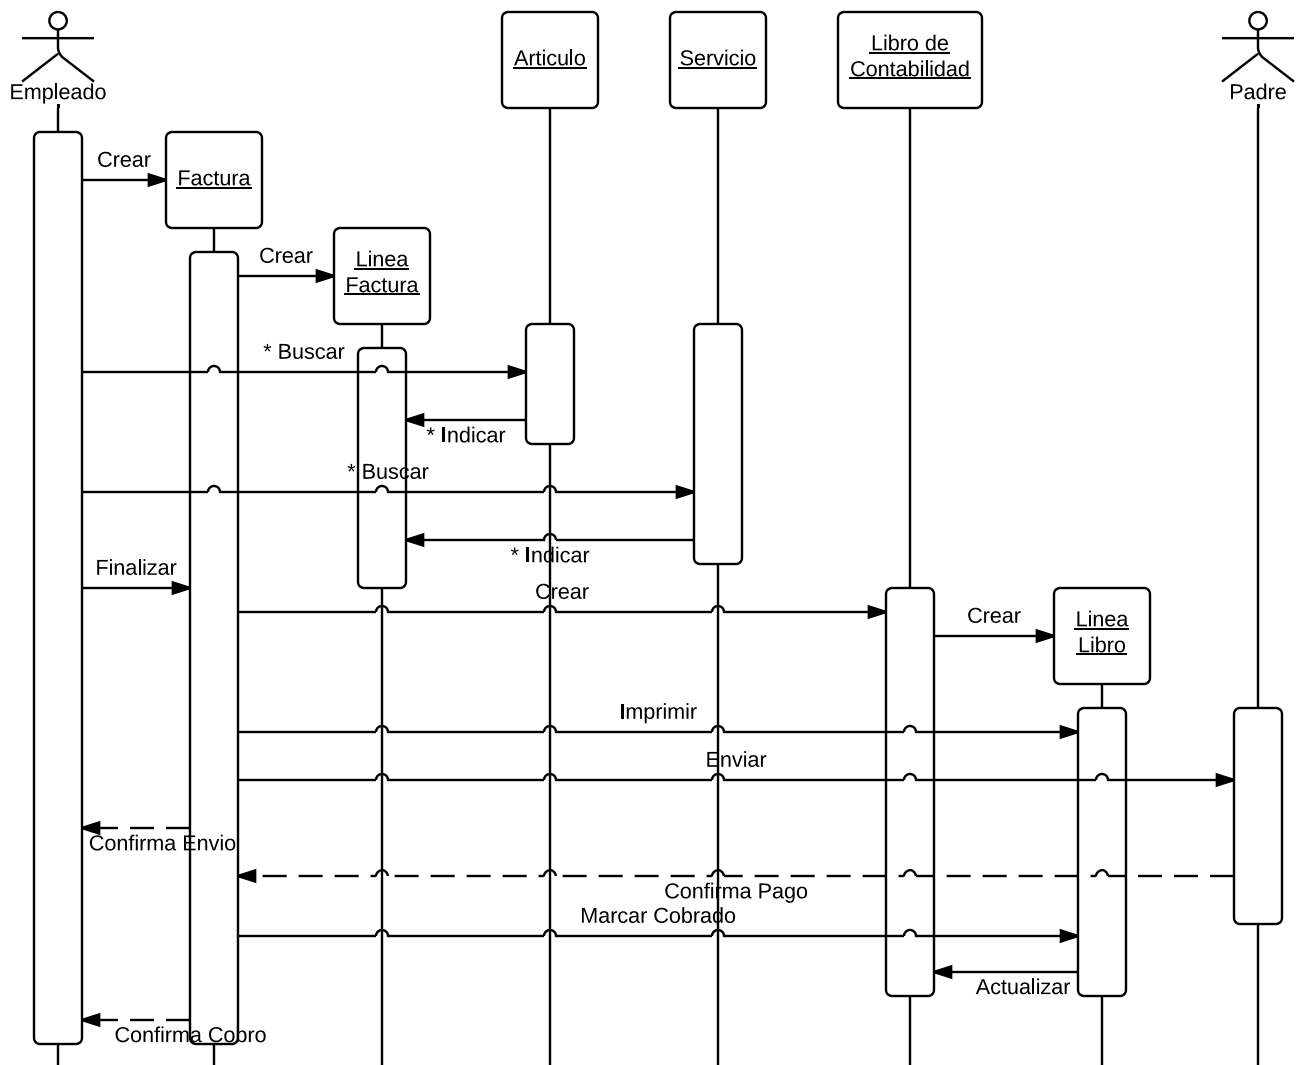 Empleado
Articulo
Servicio
Libro de
Contabilidad
Padre
Crear
Factura
Crear
Linea
Factura
* Buscar
* Indicar
* Buscar
* Indicar
Finalizar
Crear
Crear
Linea
Libro
Imprimir
Enviar
Confirma Envio
Confirma Pago
Marcar Cobrado
Actualizar
Confirma Cobro